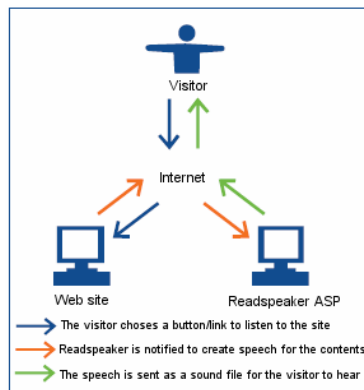 Visitor
Internet
Web site
Readspeaker ASP
The visitor choses a button/link to listen to the site
Readspeaker is notified to create speech for the contents
The speech is sent as a sound file for the visitor to hear